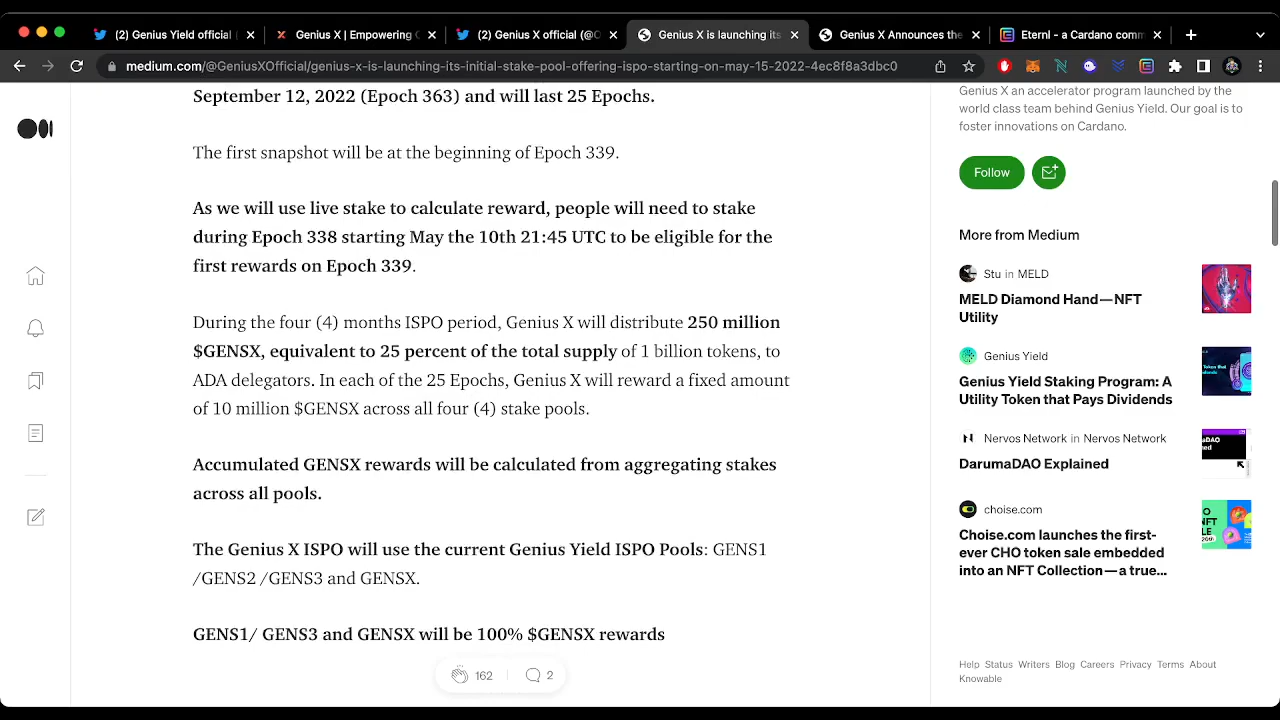 (2) Genius Yield official
Genius X | Empowering
(2) Genius X official (@O
Genius X is launching its
Genius X Announces the
Eternl - a Cardano comm
medium.com/@GeniusXOfficial/genius-x-is-launching-its-initial-stake-pool-offering-ispo-starting-on-may-15-2022-4ec8f8a3dbc0
September 12, 2022 (Epoch 363) and will last 25 Epochs.
The first snapshot will be at the beginning of Epoch 339.
As we will use live stake to calculate reward, people will need to stake
during Epoch 338 starting May the 10th 21:45 UTC to be eligible for the
first rewards on Epoch 339.
During the four (4) months ISPO period, Genius X will distribute 250 million
$GENSX, equivalent to 25 percent of the total supply of 1 billion tokens, to
ADA delegators. In each of the 25 Epochs, Genius X will reward a fixed amount
of 10 million $GENSX across all four (4) stake pools.
Accumulated GENSX rewards will be calculated from aggregating stakes
across all pools.
The Genius X ISPO will use the current Genius Yield ISPO Pools: GENS1
/GENS2 /GENS3 and GENSX.
GENS1/ GENS3 and GENSX will be 100% $GENSX rewards
162
2
Genius X an accelerator program launched by the
world class team behind Genius Yield. Our goal is to
foster innovations on Cardano.
Follow
More from Medium
Stu in MELD
MELD Diamond Hand—NFT
Utility
Genius Yield
Genius Yield Staking Program: A
Utility Token that Pays Dividends
Nervos Network in Nervos Network
DarumaDAO Explained
choise.com
Choise.com launches the first-
ever CHO token sale embedded
into an NFT Collection—a true...
Help Status Writers Blog Careers Privacy Terms About
Knowable